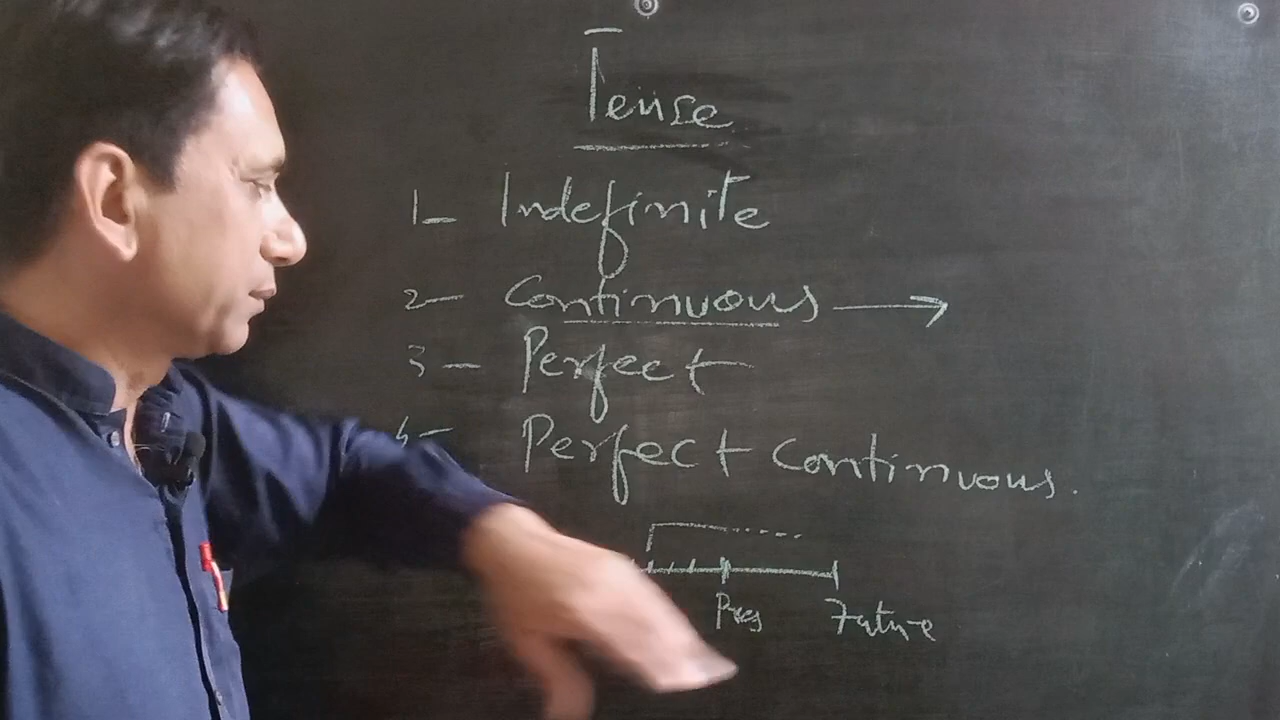 Tense
1- Indefinite
2- Continuous →
3- Perfect
4- Perfect Continuous.
Pres Future